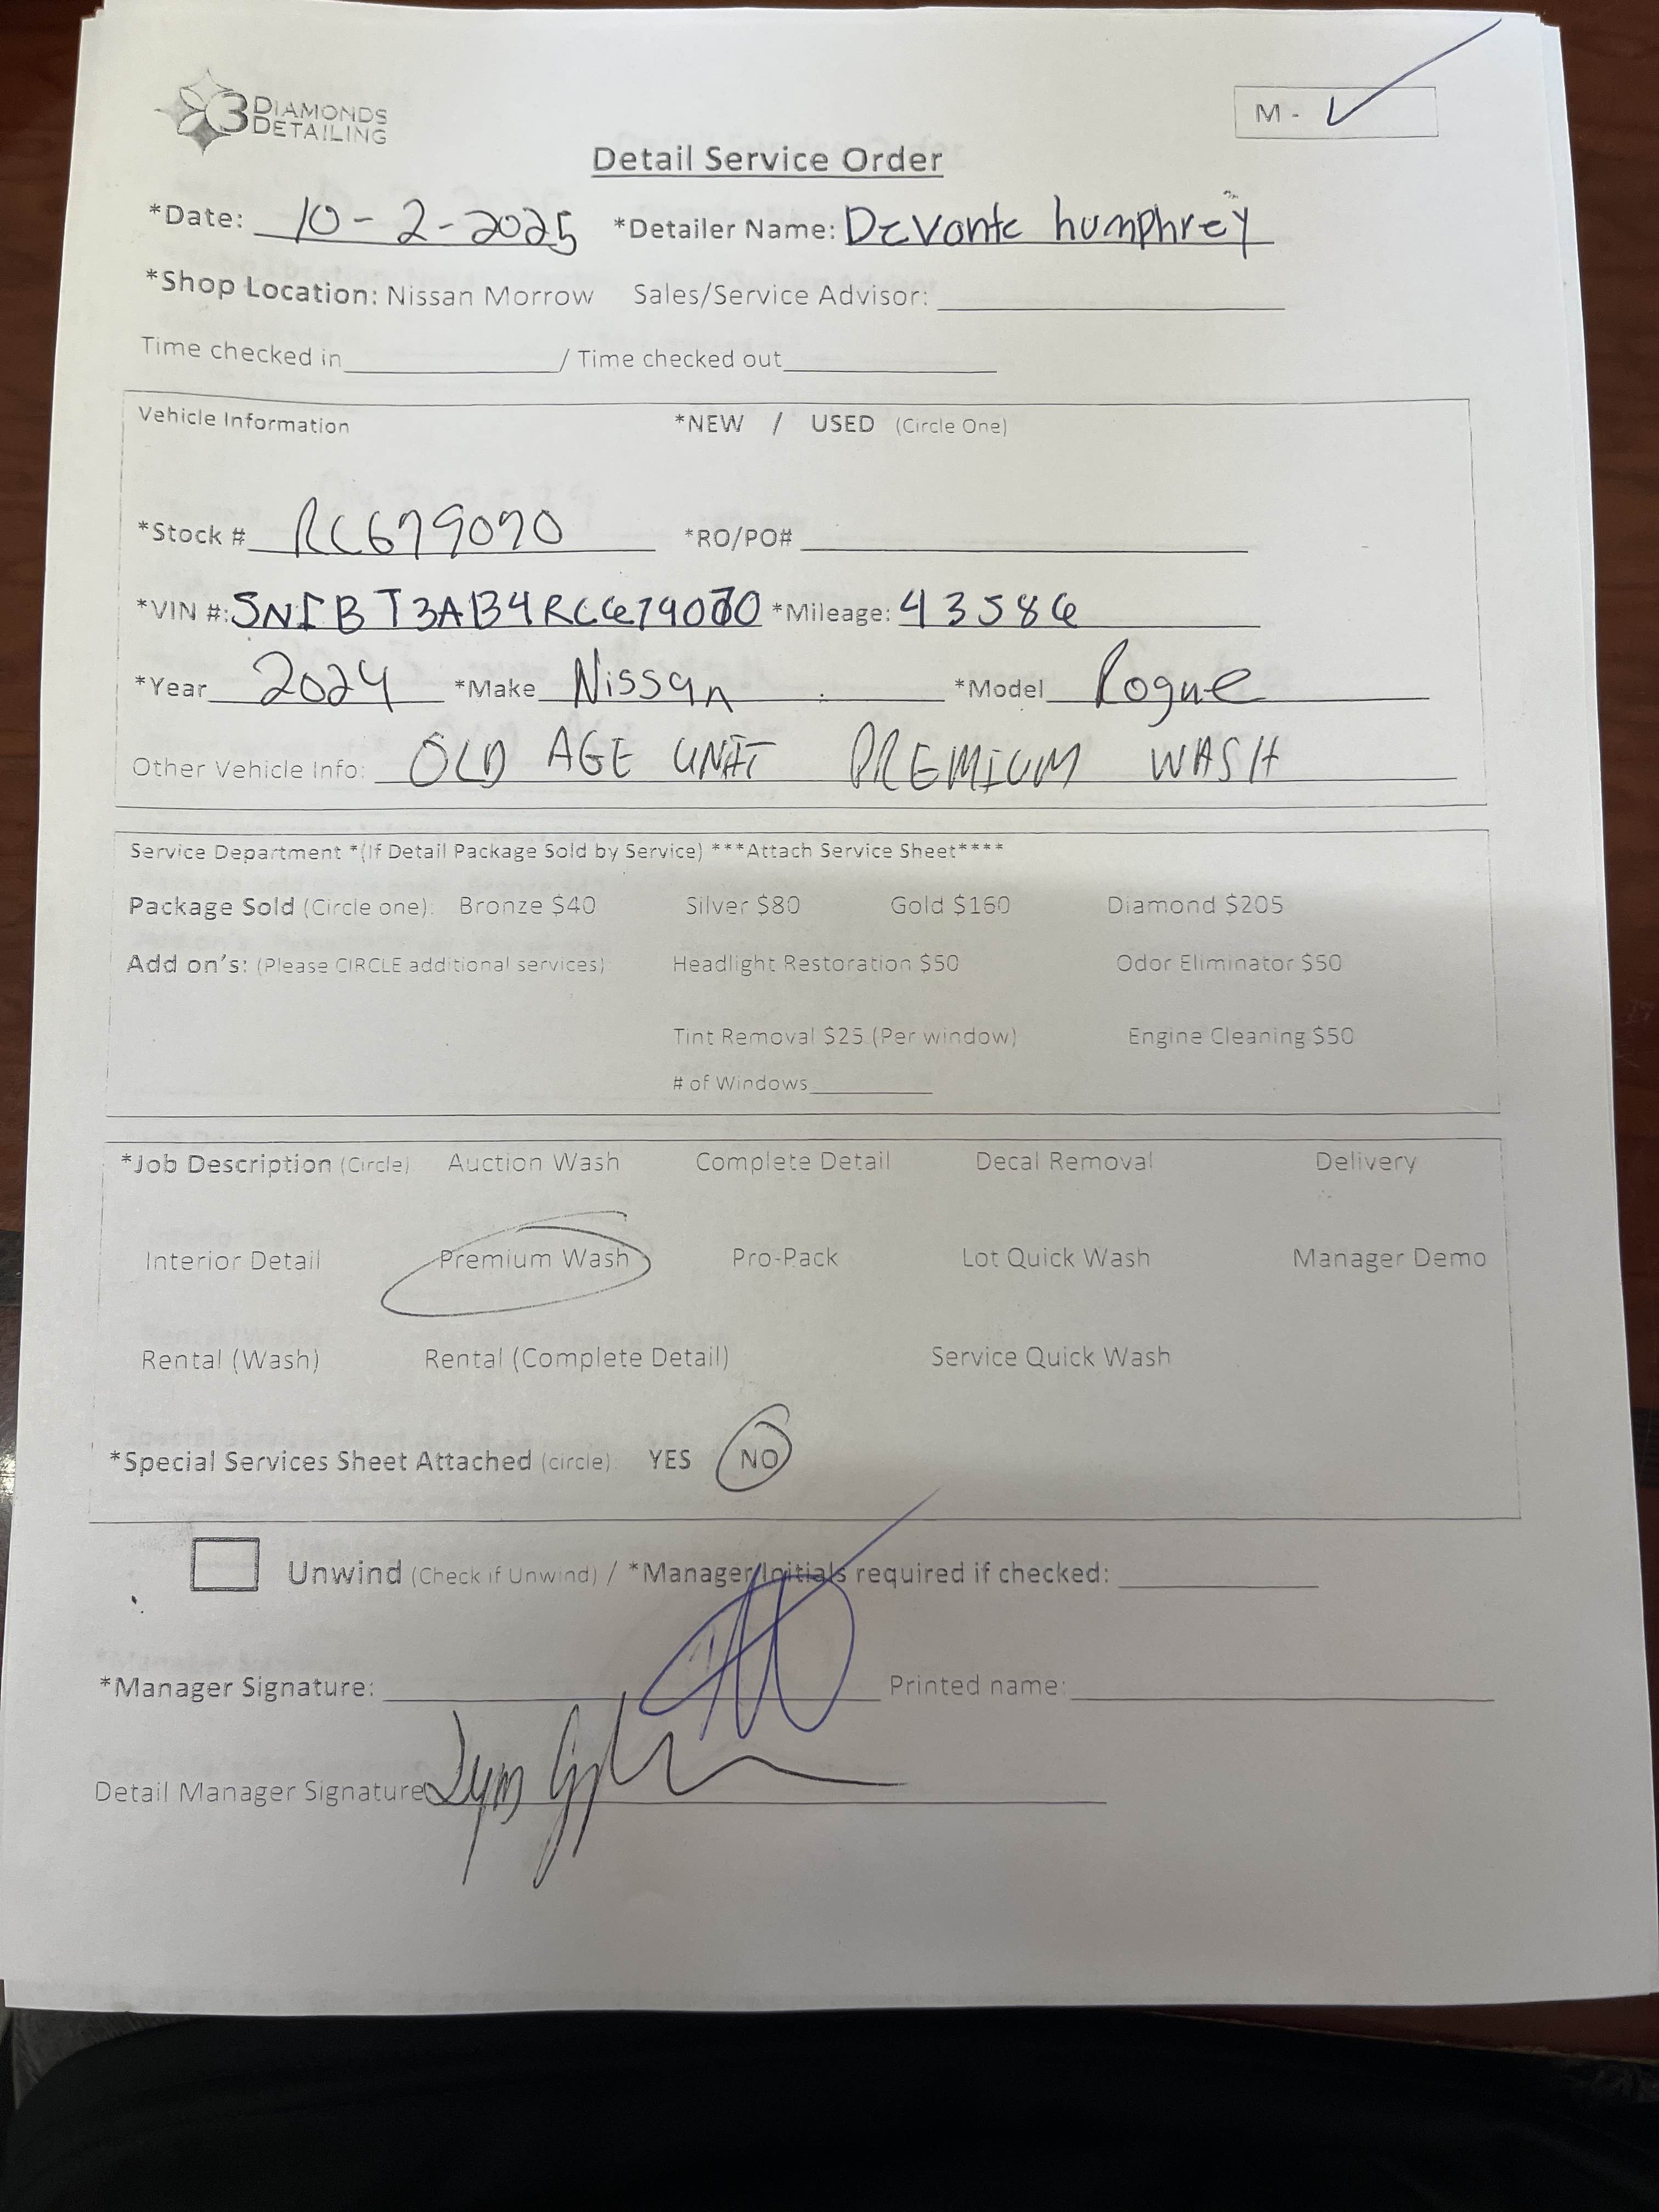 3 DIAMONDS DETAILING
M - ✓
Detail Service Order
*Date: 10-2-2025 *Detailer Name: Devonte humphrey
*Shop Location: Nissan Morrow Sales/Service Advisor:
Time checked in / Time checked out
Vehicle Information *NEW / USED (Circle One)
*Stock # RC679070 *RO/PO#
*VIN #: 5N1BT3AB4RC679070 *Mileage: 43586
*Year 2024 *Make Nissan *Model Rogue
Other Vehicle Info: OLD AGE UNIT PREMIUM WASH
Service Department *(If Detail Package Sold by Service) ***Attach Service Sheet****
Package Sold (Circle one): Bronze $40 Silver $80 Gold $160 Diamond $205
Add on's: (Please CIRCLE additional services) Headlight Restoration $50 Odor Eliminator $50
Tint Removal $25 (Per window) Engine Cleaning $50
# of Windows
*Job Description (Circle) Auction Wash Complete Detail Decal Removal Delivery
Interior Detail Premium Wash Pro-Pack Lot Quick Wash Manager Demo
Rental (Wash) Rental (Complete Detail) Service Quick Wash
*Special Services Sheet Attached (circle): YES NO
Unwind (Check if Unwind) / *Manager Initials required if checked:
*Manager Signature: Printed name:
Detail Manager Signature